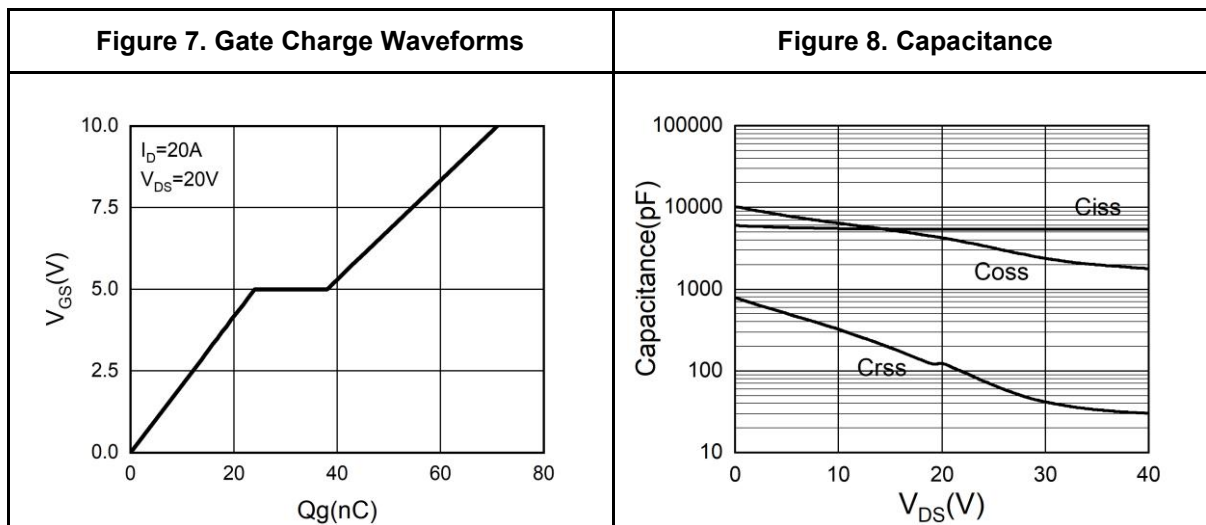 Figure 7. Gate Charge Waveforms
Figure 8. Capacitance
I_D=20A
V_DS=20V
10.0
7.5
5.0
2.5
0.0
V_GS(V)
0 20 40 60 80
Qg(nC)
100000
10000
1000
100
10
Capacitance(pF)
Ciss
Coss
Crss
0 10 20 30 40
V_DS(V)